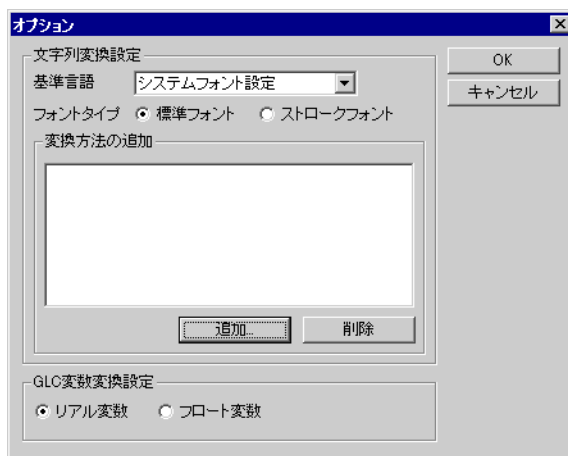 オプション
文字列変換設定
OK
基準言語 システムフォント設定
キャンセル
フォントタイプ 標準フォント ストロークフォント
変換方法の追加
追加... 削除
GLC変数変換設定
リアル変数 フロート変数